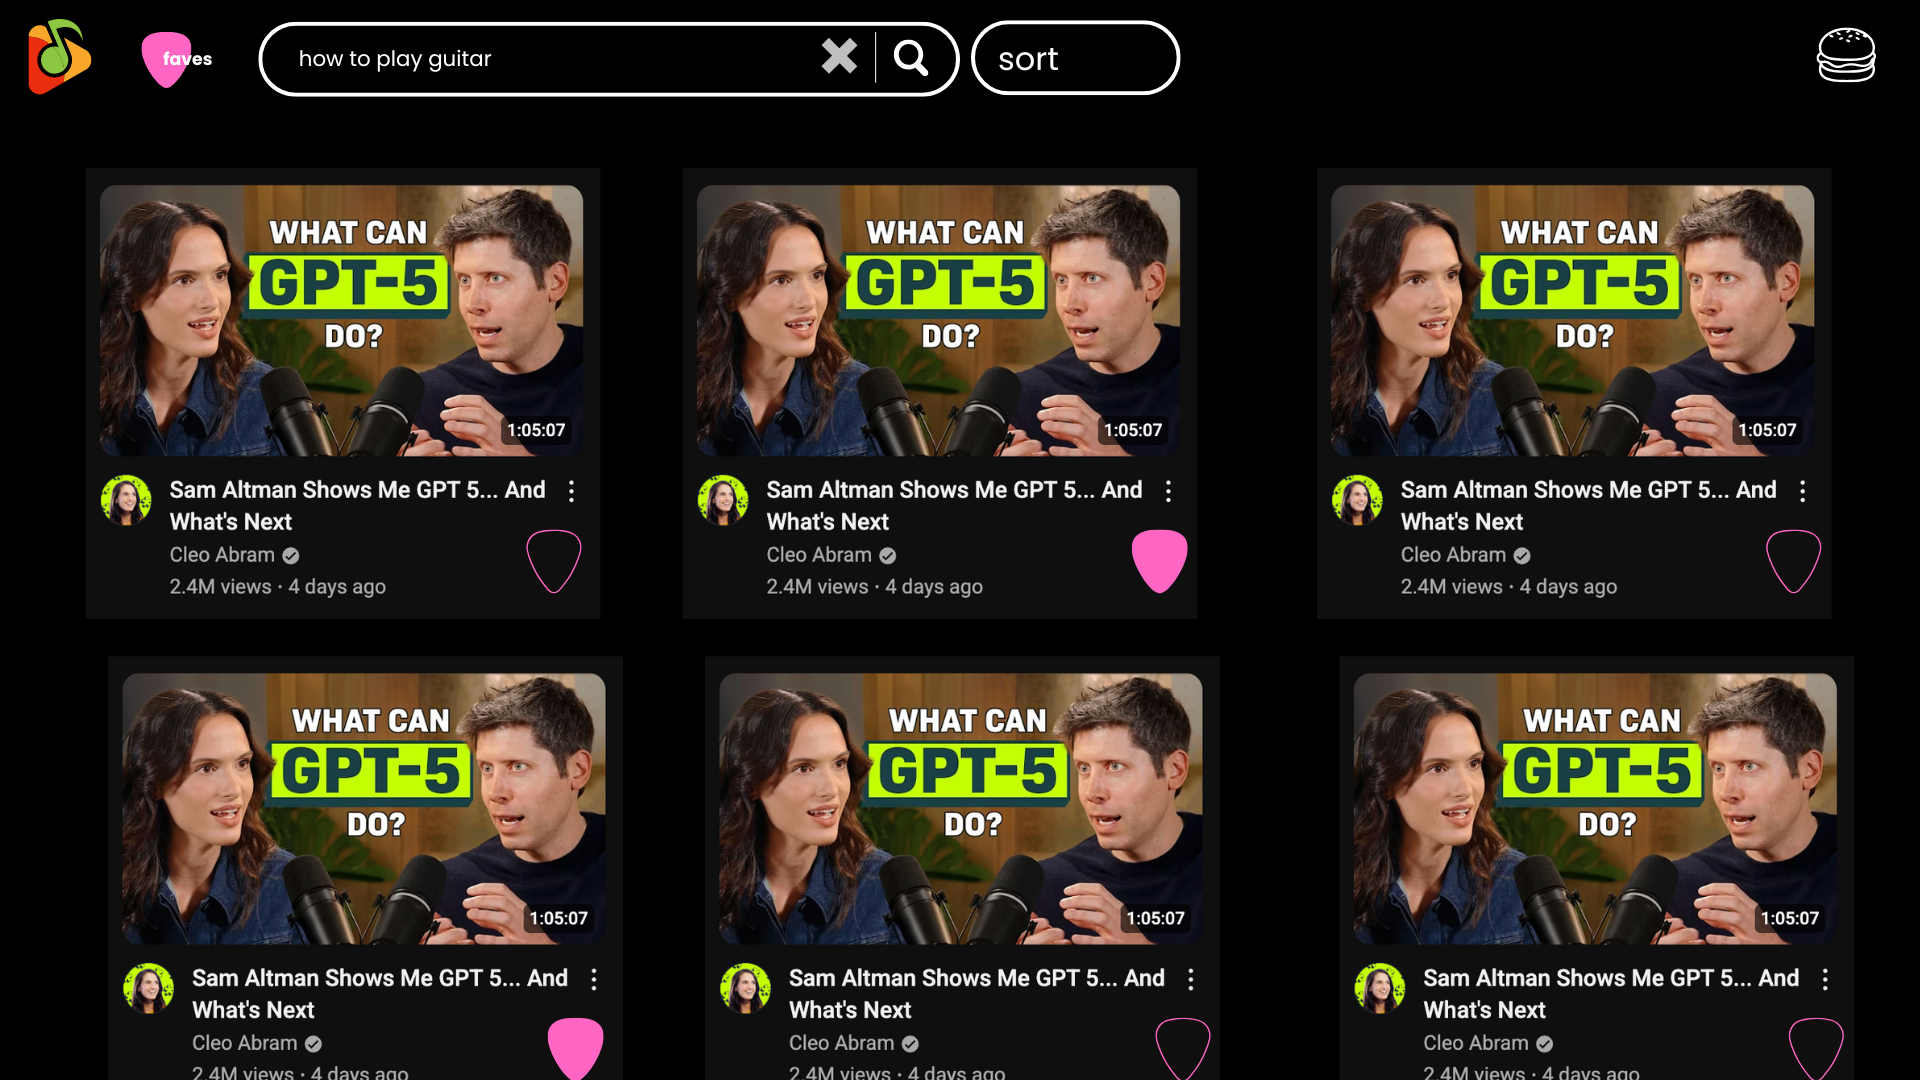 faves
how to play guitar
sort
WHAT CAN
GPT-5
DO?
1:05:07
Sam Altman Shows Me GPT 5... And
What's Next
Cleo Abram
2.4M views · 4 days ago
WHAT CAN
GPT-5
DO?
1:05:07
Sam Altman Shows Me GPT 5... And
What's Next
Cleo Abram
2.4M views · 4 days ago
WHAT CAN
GPT-5
DO?
1:05:07
Sam Altman Shows Me GPT 5... And
What's Next
Cleo Abram
2.4M views · 4 days ago
WHAT CAN
GPT-5
DO?
1:05:07
Sam Altman Shows Me GPT 5... And
What's Next
Cleo Abram
2.4M views · 4 days ago
WHAT CAN
GPT-5
DO?
1:05:07
Sam Altman Shows Me GPT 5... And
What's Next
Cleo Abram
2.4M views · 4 days ago
WHAT CAN
GPT-5
DO?
1:05:07
Sam Altman Shows Me GPT 5... And
What's Next
Cleo Abram
2.4M views · 4 days ago